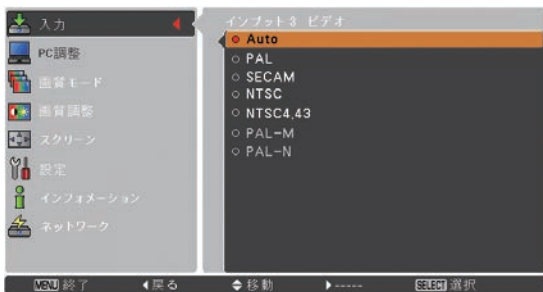 入力
PC調整
画質モード
画質調整
スクリーン
設定
インフォメーション
ネットワーク
インプット3 ビデオ
Auto
PAL
SECAM
NTSC
NTSC4.43
PAL-M
PAL-N
MENU 終了 戻る 移動 ----- SELECT 選択